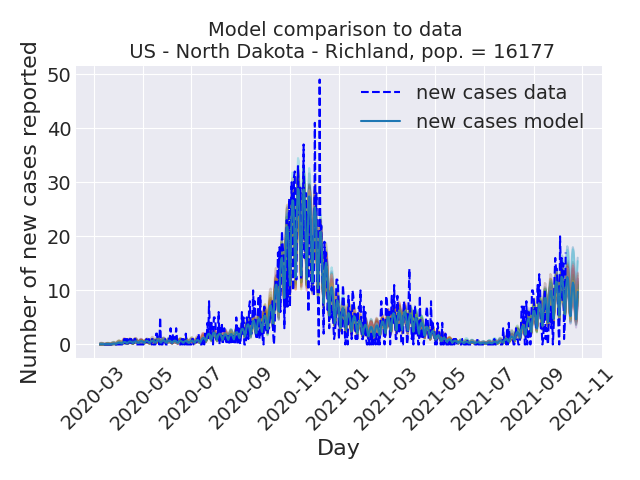 Model comparison to data
US - North Dakota - Richland, pop. = 16177
Number of new cases reported
50
40
30
20
10
0
new cases data
new cases model
2020-03
2020-05
2020-07
2020-09
2020-11
2021-01
2021-03
2021-05
2021-07
2021-09
2021-11
Day